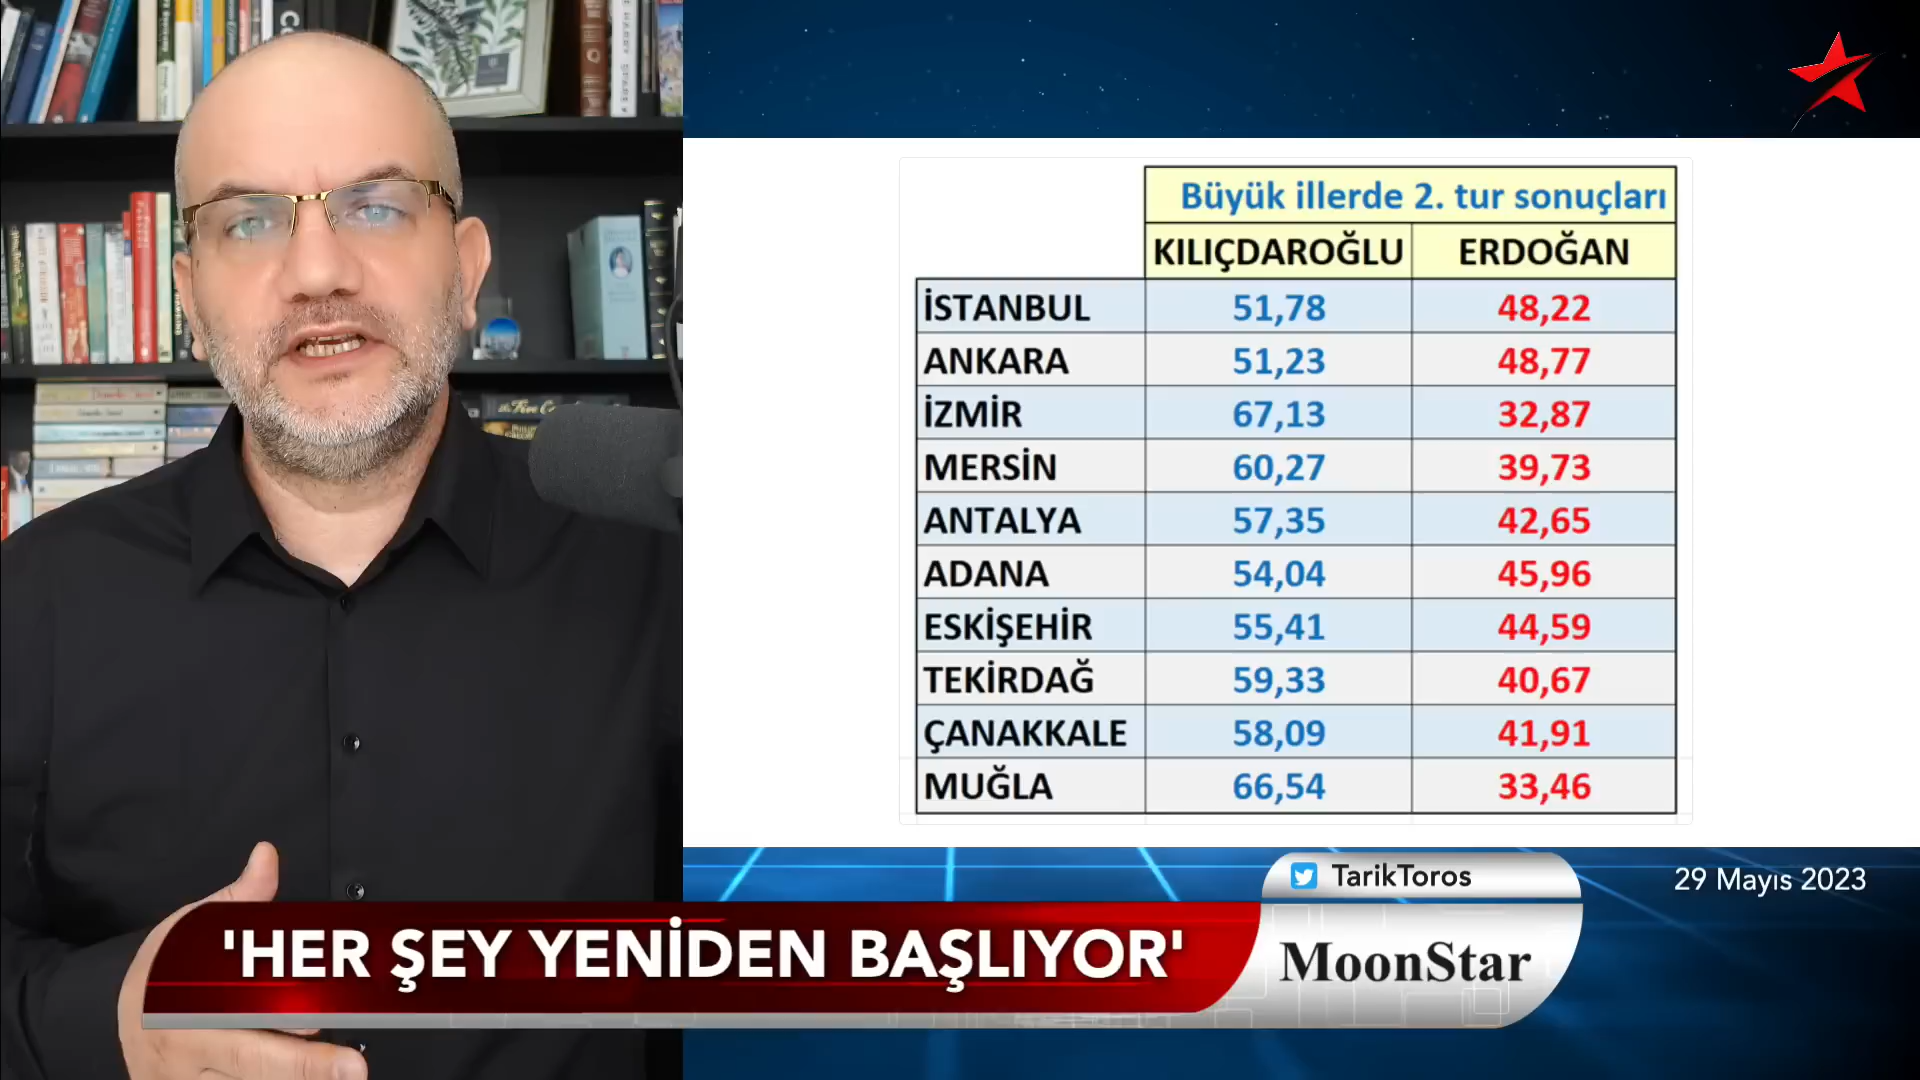 Büyük illerde 2. tur sonuçları
KILIÇDAROĞLU ERDOĞAN
İSTANBUL 51,78 48,22
ANKARA 51,23 48,77
İZMİR 67,13 32,87
MERSİN 60,27 39,73
ANTALYA 57,35 42,65
ADANA 54,04 45,96
ESKİŞEHİR 55,41 44,59
TEKİRDAĞ 59,33 40,67
ÇANAKKALE 58,09 41,91
MUĞLA 66,54 33,46
TarikToros
29 Mayıs 2023
'HER ŞEY YENİDEN BAŞLIYOR'
MoonStar